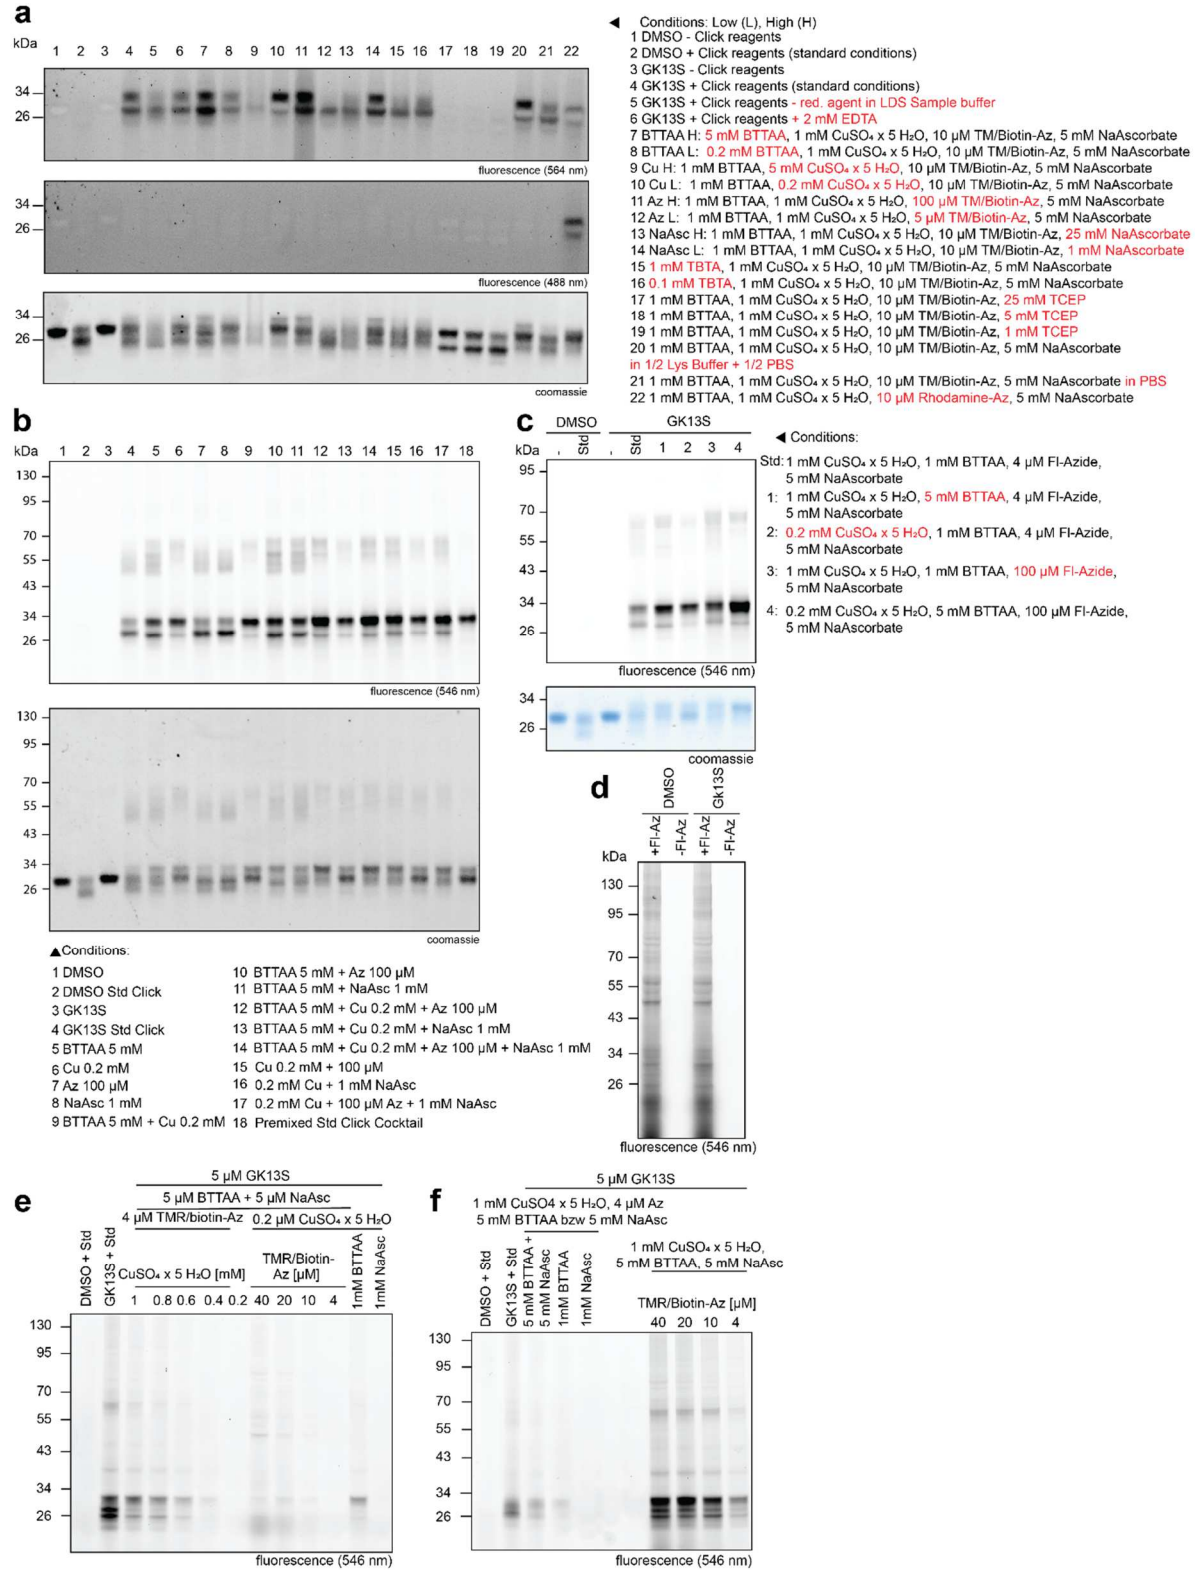 a
kDa
1 2 3 4 5 6 7 8 9 10 11 12 13 14 15 16 17 18 19 20 21 22
34
26
fluorescence (564 nm)
34
26
fluorescence (488 nm)
34
26
coomassie
◀ Conditions: Low (L), High (H)
1 DMSO - Click reagents
2 DMSO + Click reagents (standard conditions)
3 GK13S - Click reagents
4 GK13S + Click reagents (standard conditions)
5 GK13S + Click reagents - red. agent in LDS Sample buffer
6 GK13S + Click reagents + 2 mM EDTA
7 BTTAA H: 5 mM BTTAA, 1 mM CuSO₄ x 5 H₂O, 10 µM TM/Biotin-Az, 5 mM NaAscorbate
8 BTTAA L: 0.2 mM BTTAA, 1 mM CuSO₄ x 5 H₂O, 10 µM TM/Biotin-Az, 5 mM NaAscorbate
9 Cu H: 1 mM BTTAA, 5 mM CuSO₄ x 5 H₂O, 10 µM TM/Biotin-Az, 5 mM NaAscorbate
10 Cu L: 1 mM BTTAA, 0.2 mM CuSO₄ x 5 H₂O, 10 µM TM/Biotin-Az, 5 mM NaAscorbate
11 Az H: 1 mM BTTAA, 1 mM CuSO₄ x 5 H₂O, 100 µM TM/Biotin-Az, 5 mM NaAscorbate
12 Az L: 1 mM BTTAA, 1 mM CuSO₄ x 5 H₂O, 5 µM TM/Biotin-Az, 5 mM NaAscorbate
13 NaAsc H: 1 mM BTTAA, 1 mM CuSO₄ x 5 H₂O, 10 µM TM/Biotin-Az, 25 mM NaAscorbate
14 NaAsc L: 1 mM BTTAA, 1 mM CuSO₄ x 5 H₂O, 10 µM TM/Biotin-Az, 1 mM NaAscorbate
15 1 mM TBTA, 1 mM CuSO₄ x 5 H₂O, 10 µM TM/Biotin-Az, 5 mM NaAscorbate
16 0.1 mM TBTA, 1 mM CuSO₄ x 5 H₂O, 10 µM TM/Biotin-Az, 5 mM NaAscorbate
17 1 mM BTTAA, 1 mM CuSO₄ x 5 H₂O, 10 µM TM/Biotin-Az, 25 mM TCEP
18 1 mM BTTAA, 1 mM CuSO₄ x 5 H₂O, 10 µM TM/Biotin-Az, 5 mM TCEP
19 1 mM BTTAA, 1 mM CuSO₄ x 5 H₂O, 10 µM TM/Biotin-Az, 1 mM TCEP
20 1 mM BTTAA, 1 mM CuSO₄ x 5 H₂O, 10 µM TM/Biotin-Az, 5 mM NaAscorbate
in 1/2 Lys Buffer + 1/2 PBS
21 1 mM BTTAA, 1 mM CuSO₄ x 5 H₂O, 10 µM TM/Biotin-Az, 5 mM NaAscorbate in PBS
22 1 mM BTTAA, 1 mM CuSO₄ x 5 H₂O, 10 µM Rhodamine-Az, 5 mM NaAscorbate
b
kDa
1 2 3 4 5 6 7 8 9 10 11 12 13 14 15 16 17 18
130
95
70
55
43
34
26
fluorescence (546 nm)
130
95
70
55
43
34
26
coomassie
▲Conditions:
1 DMSO
2 DMSO Std Click
3 GK13S
4 GK13S Std Click
5 BTTAA 5 mM
6 Cu 0.2 mM
7 Az 100 µM
8 NaAsc 1 mM
9 BTTAA 5 mM + Cu 0.2 mM
10 BTTAA 5 mM + Az 100 µM
11 BTTAA 5 mM + NaAsc 1 mM
12 BTTAA 5 mM + Cu 0.2 mM + Az 100 µM
13 BTTAA 5 mM + Cu 0.2 mM + NaAsc 1 mM
14 BTTAA 5 mM + Cu 0.2 mM + Az 100 µM + NaAsc 1 mM
15 Cu 0.2 mM + 100 µM
16 0.2 mM Cu + 1 mM NaAsc
17 0.2 mM Cu + 100 µM Az + 1 mM NaAsc
18 Premixed Std Click Cocktail
c
DMSO GK13S
kDa - Std - Std 1 2 3 4
95
70
55
43
34
26
fluorescence (546 nm)
34
26
coomassie
◀ Conditions:
Std: 1 mM CuSO₄ x 5 H₂O, 1 mM BTTAA, 4 µM Fl-Azide,
5 mM NaAscorbate
1: 1 mM CuSO₄ x 5 H₂O, 5 mM BTTAA, 4 µM Fl-Azide,
5 mM NaAscorbate
2: 0.2 mM CuSO₄ x 5 H₂O, 1 mM BTTAA, 4 µM Fl-Azide,
5 mM NaAscorbate
3: 1 mM CuSO₄ x 5 H₂O, 1 mM BTTAA, 100 µM Fl-Azide,
5 mM NaAscorbate
4: 0.2 mM CuSO₄ x 5 H₂O, 5 mM BTTAA, 100 µM Fl-Azide,
5 mM NaAscorbate
d
DMSO
Gk13S
+Fl-Az
-Fl-Az
+Fl-Az
-Fl-Az
kDa
130
95
70
55
43
34
26
fluorescence (546 nm)
e
5 µM GK13S
5 µM BTTAA + 5 µM NaAsc
4 µM TMR/biotin-Az 0.2 µM CuSO₄ x 5 H₂O
DMSO + Std
GK13S + Std
CuSO₄ x 5 H₂O [mM]
1 0.8 0.6 0.4 0.2
TMR/Biotin-
Az [µM]
40 20 10 4
1mM BTTAA
1mM NaAsc
130
95
70
55
43
34
26
fluorescence (546 nm)
f
5 µM GK13S
1 mM CuSO4 x 5 H₂O, 4 µM Az
5 mM BTTAA bzw 5 mM NaAsc
DMSO + Std
GK13S + Std
5 mM BTTAA +
5 mM NaAsc
1mM BTTAA
1mM NaAsc
1 mM CuSO₄ x 5 H₂O,
5 mM BTTAA, 5 mM NaAsc
TMR/Biotin-Az [µM]
40 20 10 4
130
95
70
55
43
34
26
fluorescence (546 nm)